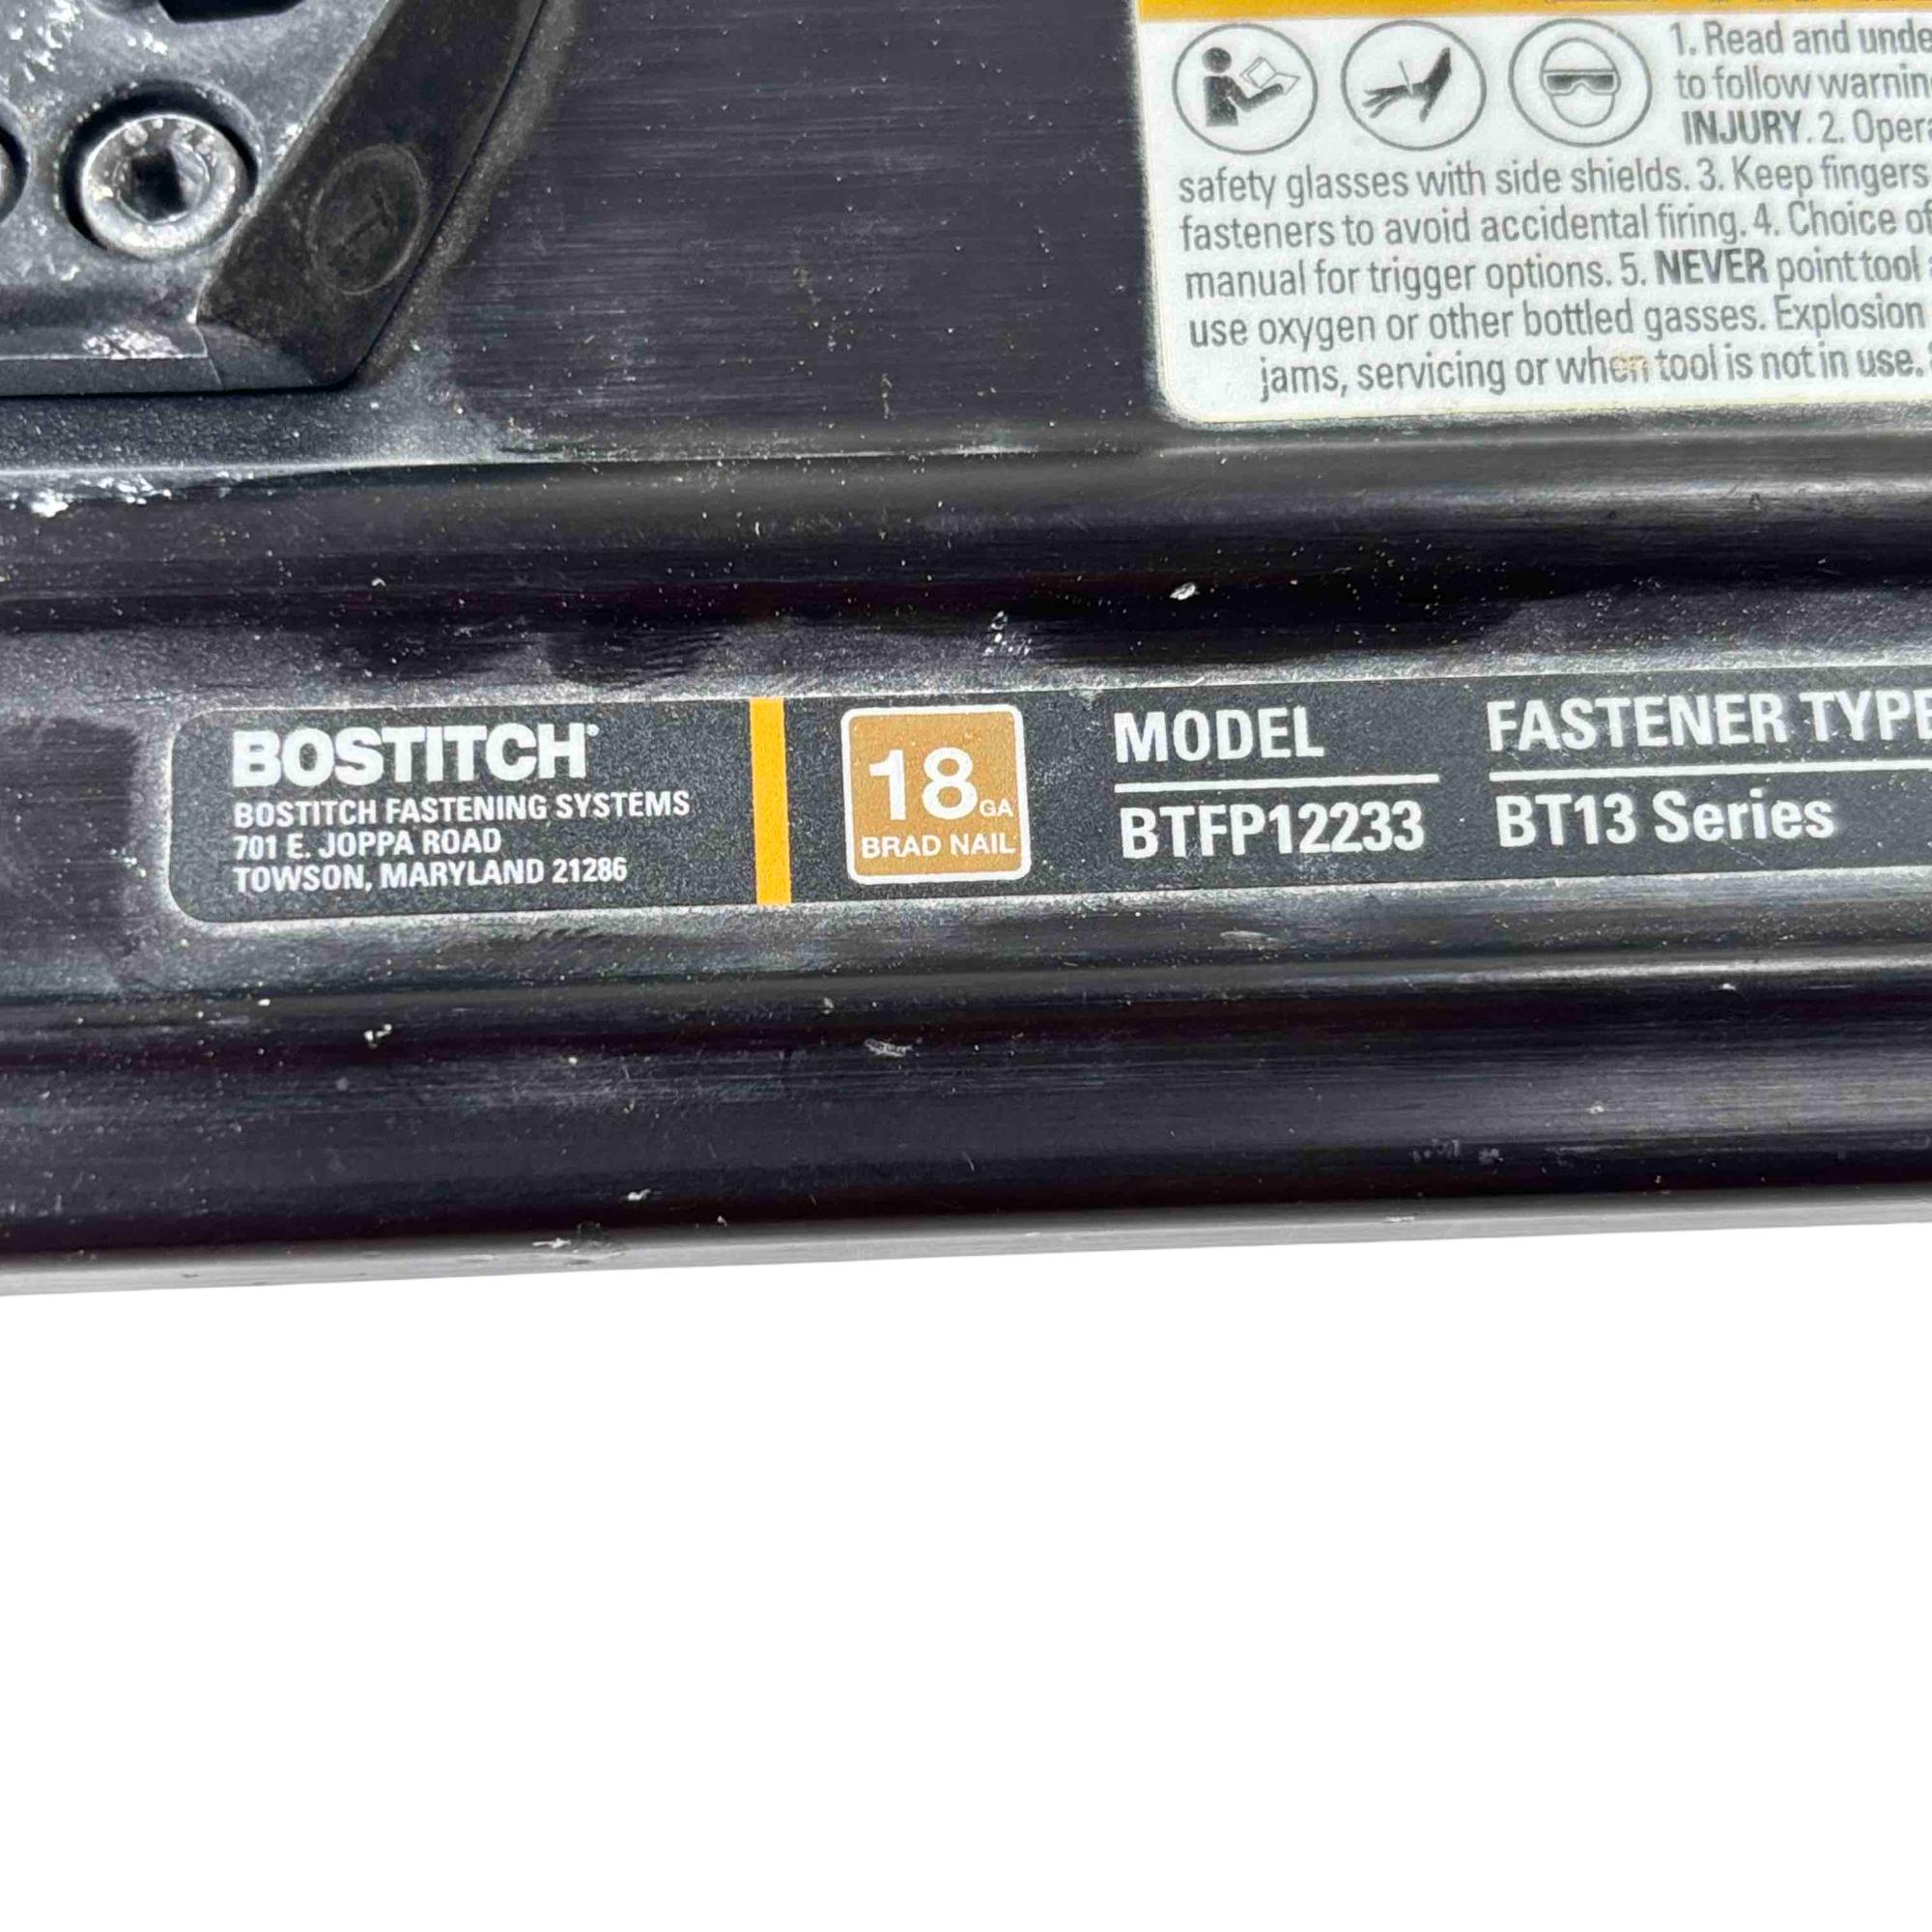 1. Read and unde
to follow warnin
INJURY. 2. Opera
safety glasses with side shields. 3. Keep fingers
fasteners to avoid accidental firing. 4. Choice of
manual for trigger options. 5. NEVER point tool
use oxygen or other bottled gasses. Explosion
jams, servicing or when tool is not in use.
BOSTITCH
BOSTITCH FASTENING SYSTEMS
701 E. JOPPA ROAD
TOWSON, MARYLAND 21286
18 GA
BRAD NAIL
MODEL
BTFP12233
FASTENER TYPE
BT13 Series